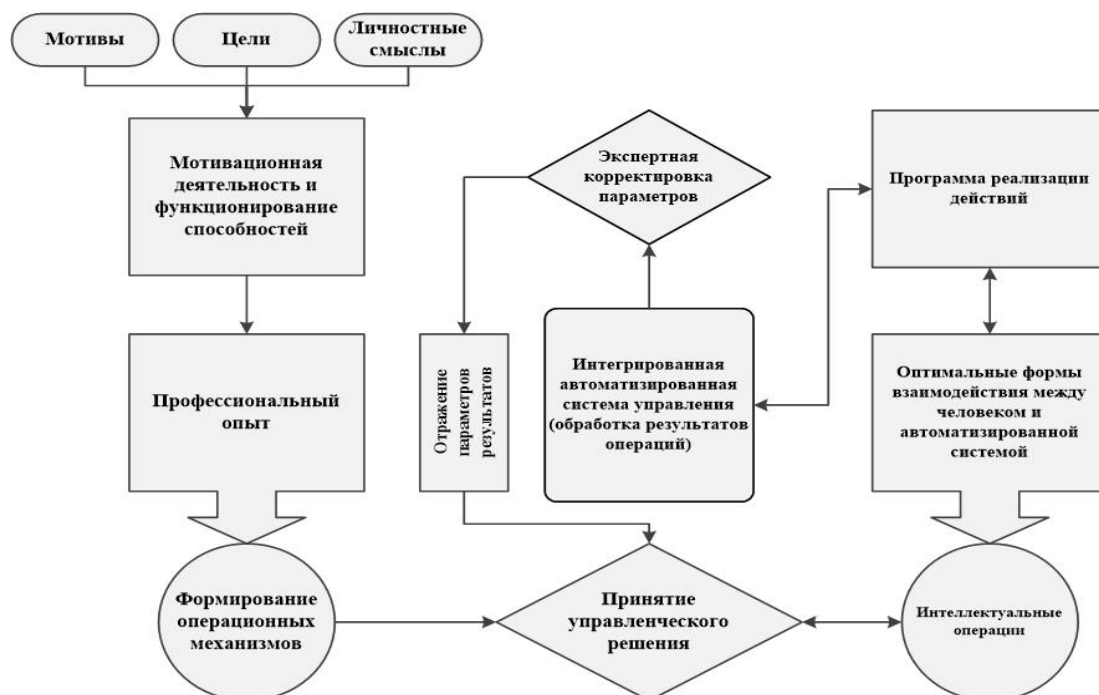 Мотивы
Цели
Личностные
смыслы
Мотивационная
деятельность и
функционирование
способностей
Экспертная
корректировка
параметров
Программа реализации
действий
Профессиональный
опыт
Отражение
параметров
результатов
Интегрированная
автоматизированная
система управления
(обработка результатов
операций)
Оптимальные формы
взаимодействия между
человеком и
автоматизированной
системой
Формирование
операционных
механизмов
Принятие
управленческого
решения
Интеллектуальные
операции